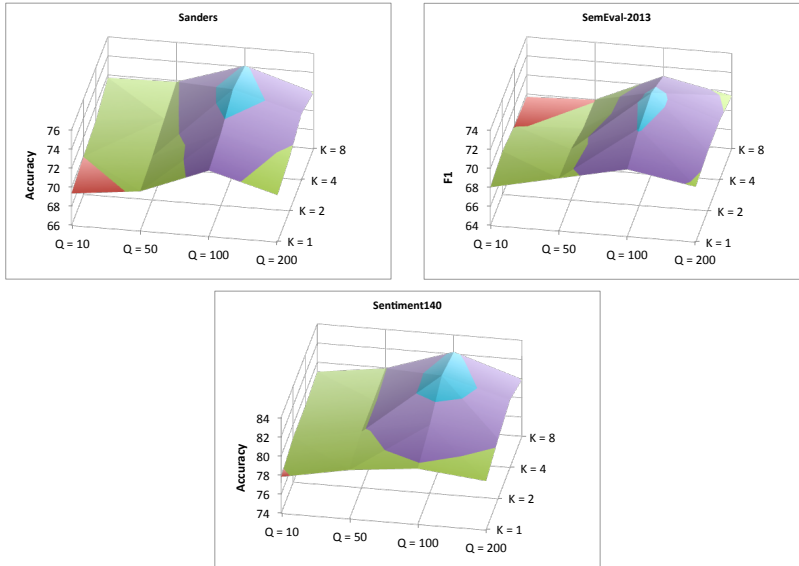 Sanders
Accuracy
76
74
72
70
68
66
Q = 10
Q = 50
Q = 100
Q = 200
K = 8
K = 4
K = 2
K = 1
SemEval-2013
F1
74
72
70
68
66
64
Q = 10
Q = 50
Q = 100
Q = 200
K = 8
K = 4
K = 2
K = 1
Sentiment140
Accuracy
84
82
80
78
76
74
Q = 10
Q = 50
Q = 100
Q = 200
K = 8
K = 4
K = 2
K = 1